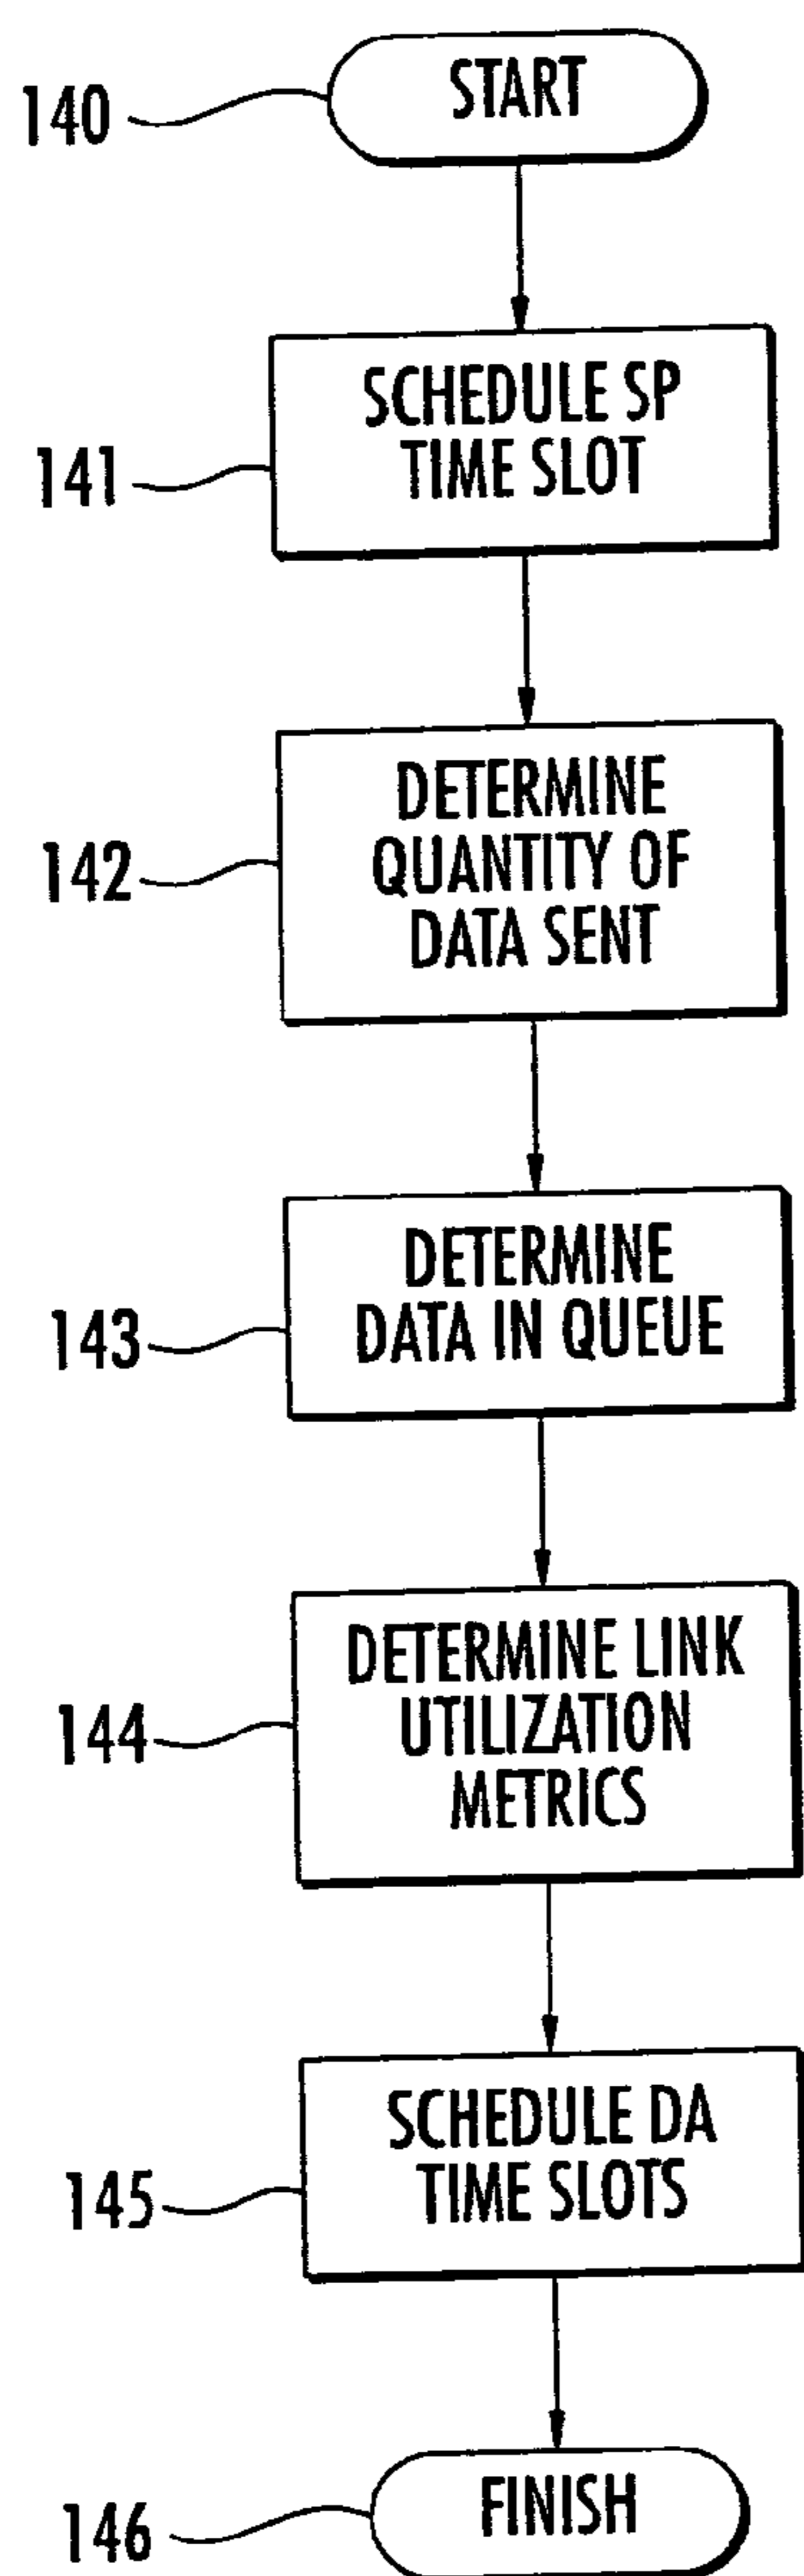 140
START
141
SCHEDULE SP
TIME SLOT
142
DETERMINE
QUANTITY OF
DATA SENT
143
DETERMINE
DATA IN QUEUE
144
DETERMINE LINK
UTILIZATION
METRICS
145
SCHEDULE DA
TIME SLOTS
146
FINISH